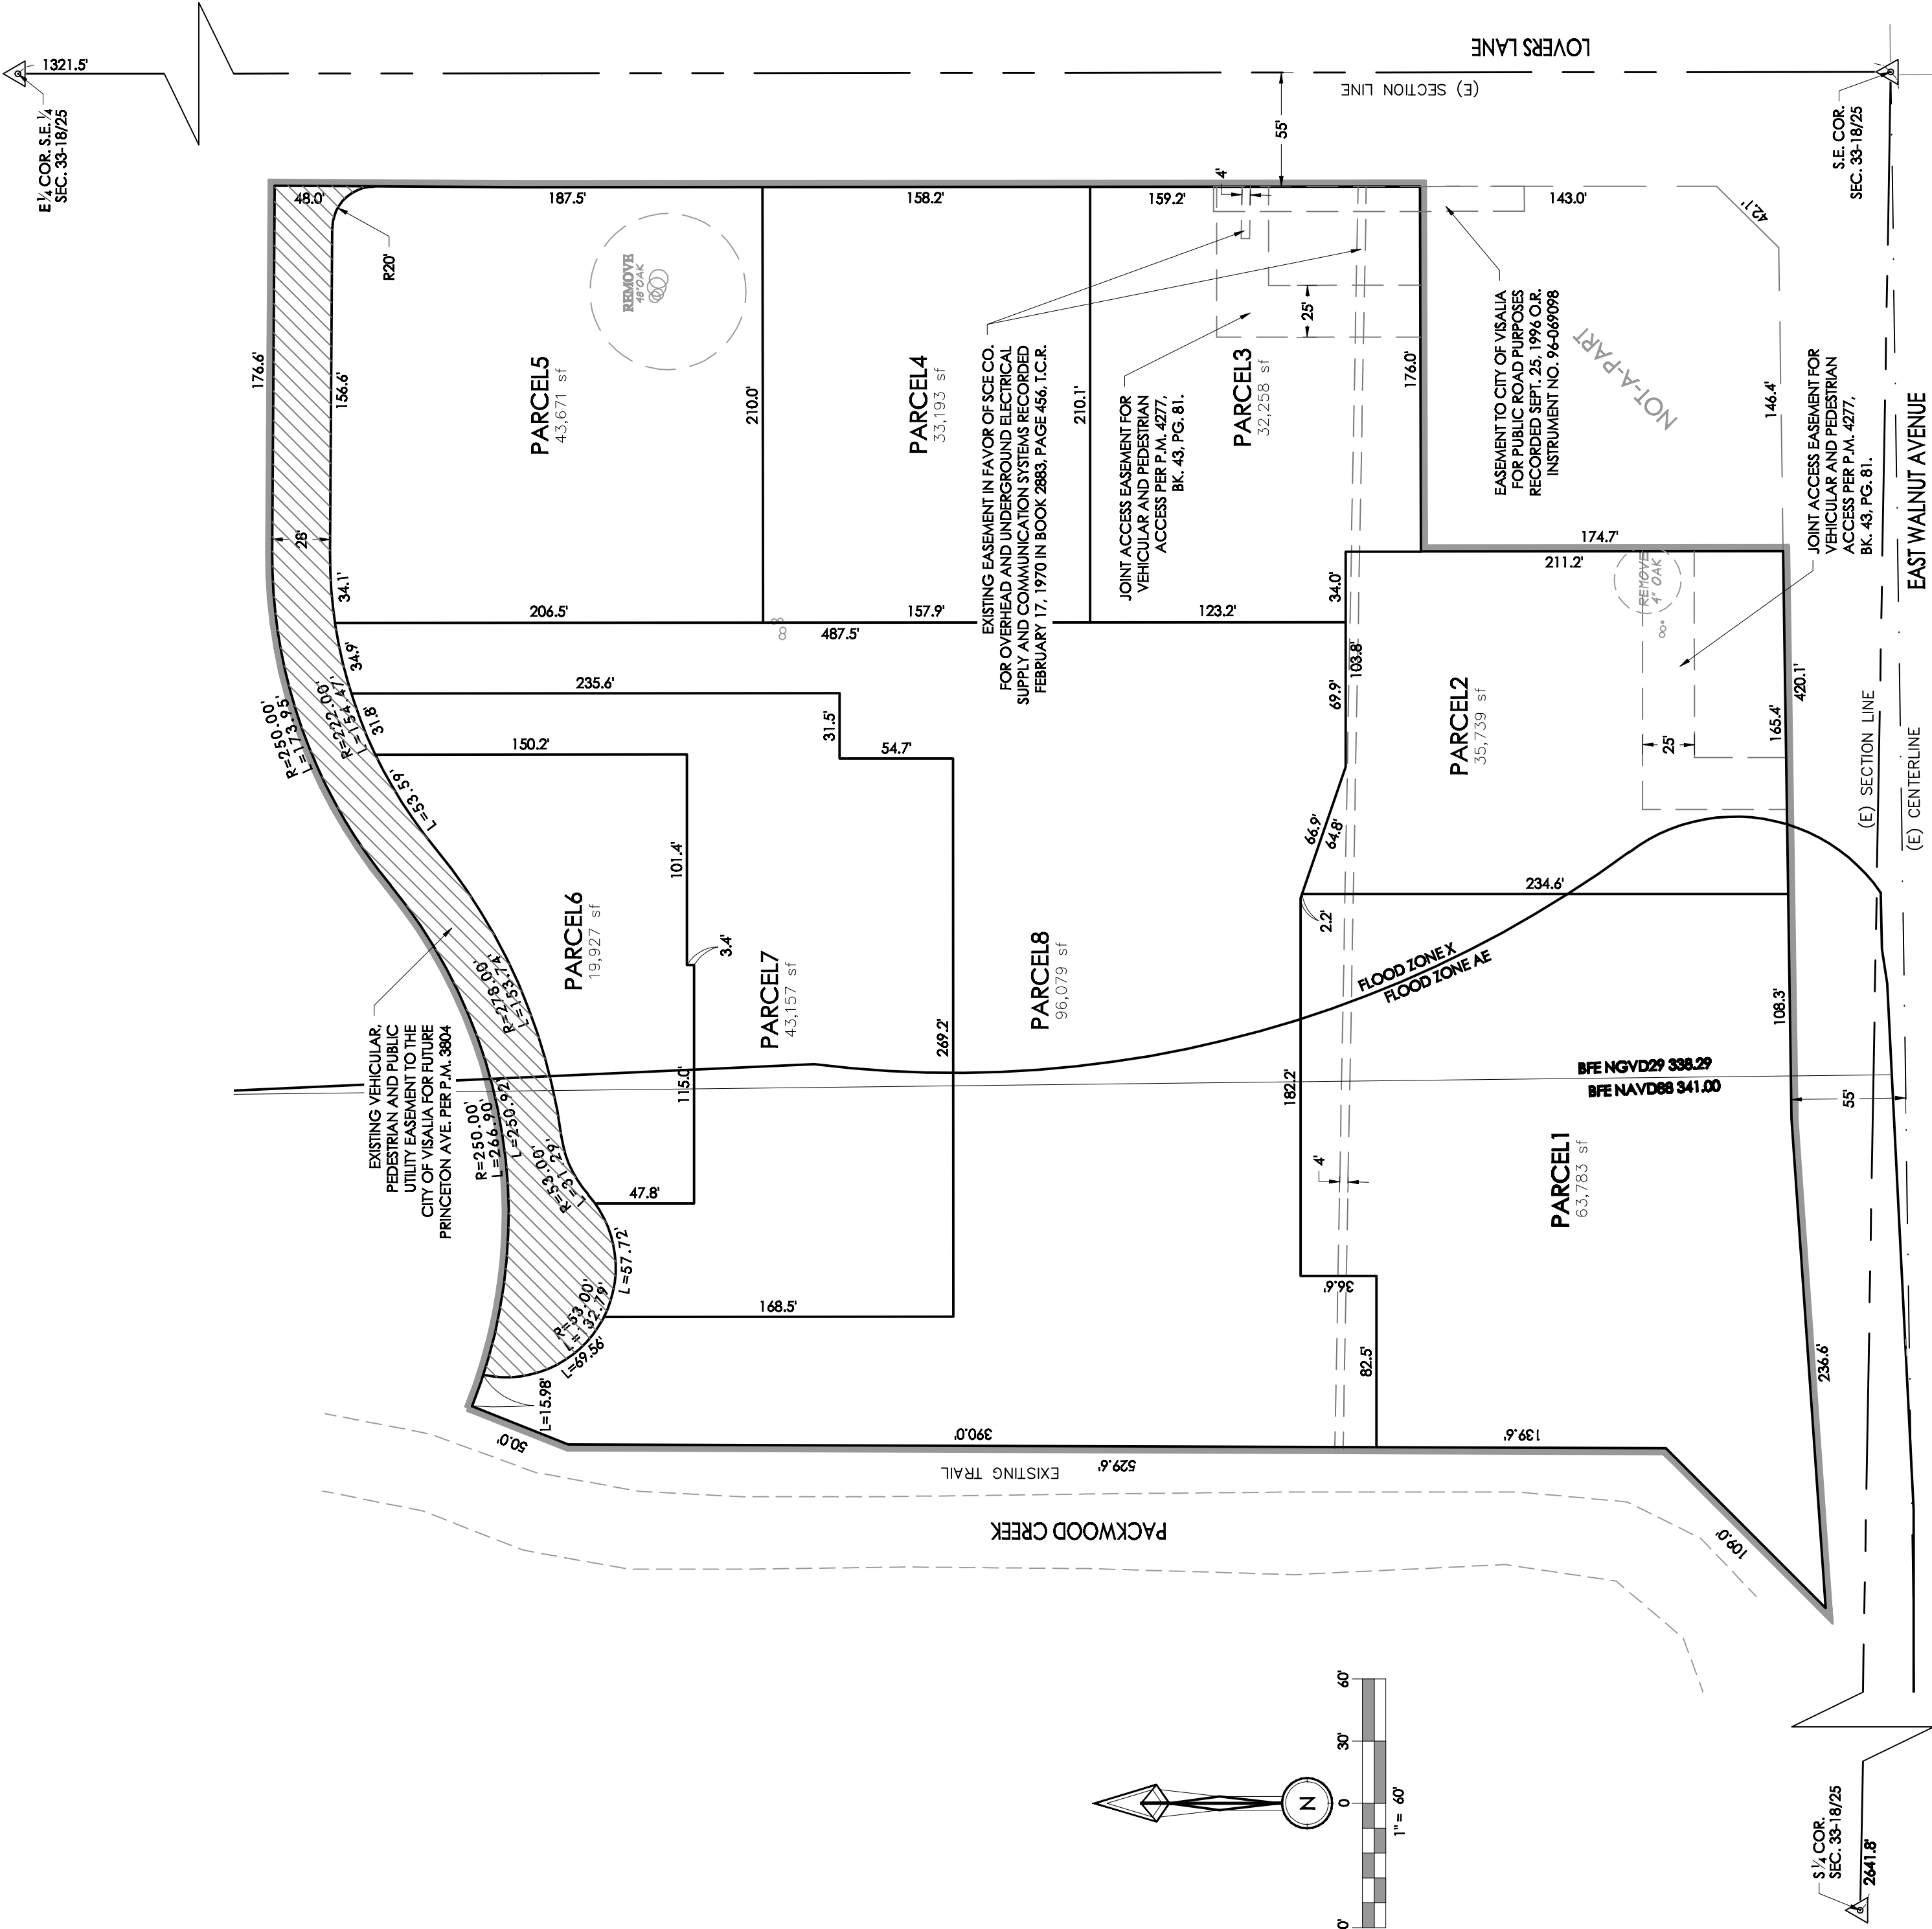 1321.5'
E ¼ COR. S.E. ¼
SEC. 33-18/25
LOVERS LANE
(E) SECTION LINE
55'
S.E. COR.
SEC. 33-18/25
48.0'
187.5'
158.2'
159.2'
4'
143.0'
42.1'
R20'
REMOVE
48"OAK
176.6'
156.6'
28'
34.1'
PARCEL5
43,671 sf
210.0'
PARCEL4
33,193 sf
210.1'
PARCEL3
32,258 sf
25'
176.0'
EXISTING EASEMENT IN FAVOR OF SCE CO.
FOR OVERHEAD AND UNDERGROUND ELECTRICAL
SUPPLY AND COMMUNICATION SYSTEMS RECORDED
FEBRUARY 17, 1970 IN BOOK 2883, PAGE 456, T.C.R.
JOINT ACCESS EASEMENT FOR
VEHICULAR AND PEDESTRIAN
ACCESS PER P.M. 4277,
BK. 43, PG. 81.
EASEMENT TO CITY OF VISALIA
FOR PUBLIC ROAD PURPOSES
RECORDED SEPT. 25, 1996 O.R.
INSTRUMENT NO. 96-069098
NOT-A-PART
146.4'
JOINT ACCESS EASEMENT FOR
VEHICULAR AND PEDESTRIAN
ACCESS PER P.M. 4277,
BK. 43, PG. 81.
EAST WALNUT AVENUE
174.7'
211.2'
REMOVE
4" OAK
206.5'
157.9'
487.5'
123.2'
34.0'
103.8'
69.9'
34.9'
31.8'
R=250.00'
L=173.95'
R=222.00'
L=154.47'
L=53.59'
235.6'
31.5'
54.7'
150.2'
101.4'
3.4'
PARCEL2
35,739 sf
25'
165.4'
420.1'
(E) SECTION LINE
(E) CENTERLINE
66.9'
64.8'
2.2'
234.6'
PARCEL6
19,927 sf
PARCEL7
43,157 sf
PARCEL8
96,079 sf
269.2'
115.0'
182.2'
FLOOD ZONE X
FLOOD ZONE AE
108.3'
BFE NGVD29 338.29
BFE NAVD88 341.00
55'
EXISTING VEHICULAR,
PEDESTRIAN AND PUBLIC
UTILITY EASEMENT TO THE
CITY OF VISALIA FOR FUTURE
PRINCETON AVE. PER P.M. 3804
R=278.00'
L=153.74'
R=250.00'
L=266.90'
L=250.92'
R=53.00'
L=31.29'
47.8'
L=57.72'
R=53.00'
L=132.79'
L=69.56'
L=15.98'
168.5'
4'
PARCEL1
63,783 sf
36.6'
82.5'
236.6'
50.0'
390.0'
139.6'
529.6'
EXISTING TRAIL
PACKWOOD CREEK
109.0'
N
0'
0
30'
60'
1" = 60'
S ¼ COR.
SEC. 33-18/25
2641.8'